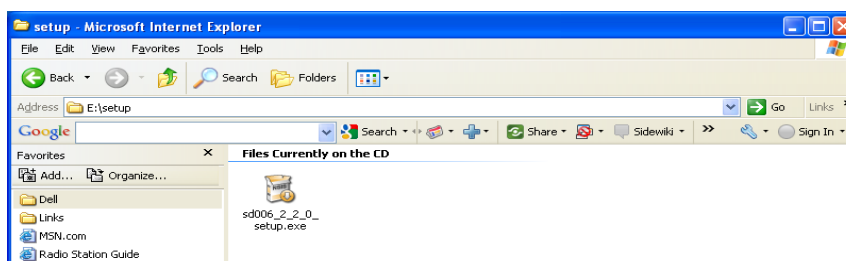 setup - Microsoft Internet Explorer
File Edit View Favorites Tools Help
Back Search Folders
Address E:\setup Go Links
Google Search Share Sidewiki » Sign In
Favorites × Files Currently on the CD
Add... Organize...
Dell
Links
MSN.com
Radio Station Guide
sd006_2_2_0_
setup.exe